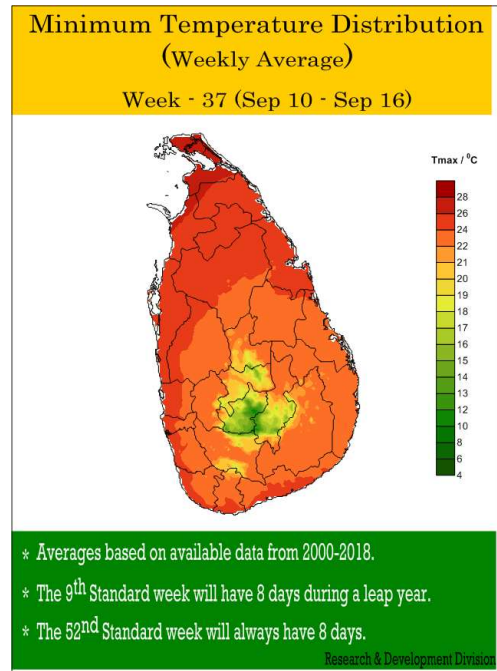 Minimum Temperature Distribution
(Weekly Average)
Week - 37 (Sep 10 - Sep 16)
Tmax / ⁰C
28
26
24
22
21
20
19
18
17
16
15
14
13
12
10
8
6
4
* Averages based on available data from 2000-2018.
* The 9th Standard week will have 8 days during a leap year.
* The 52nd Standard week will always have 8 days.
Research & Development Division